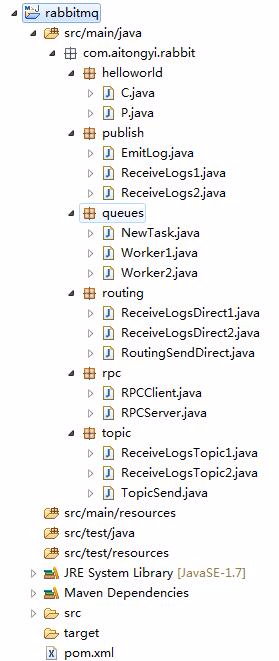 rabbitmq
src/main/java
com.aitongyi.rabbit
helloworld
C.java
P.java
publish
EmitLog.java
ReceiveLogs1.java
ReceiveLogs2.java
queues
NewTask.java
Worker1.java
Worker2.java
routing
ReceiveLogsDirect1.java
ReceiveLogsDirect2.java
RoutingSendDirect.java
rpc
RPCClient.java
RPCServer.java
topic
ReceiveLogsTopic1.java
ReceiveLogsTopic2.java
TopicSend.java
src/main/resources
src/test/java
src/test/resources
JRE System Library [JavaSE-1.7]
Maven Dependencies
src
target
pom.xml